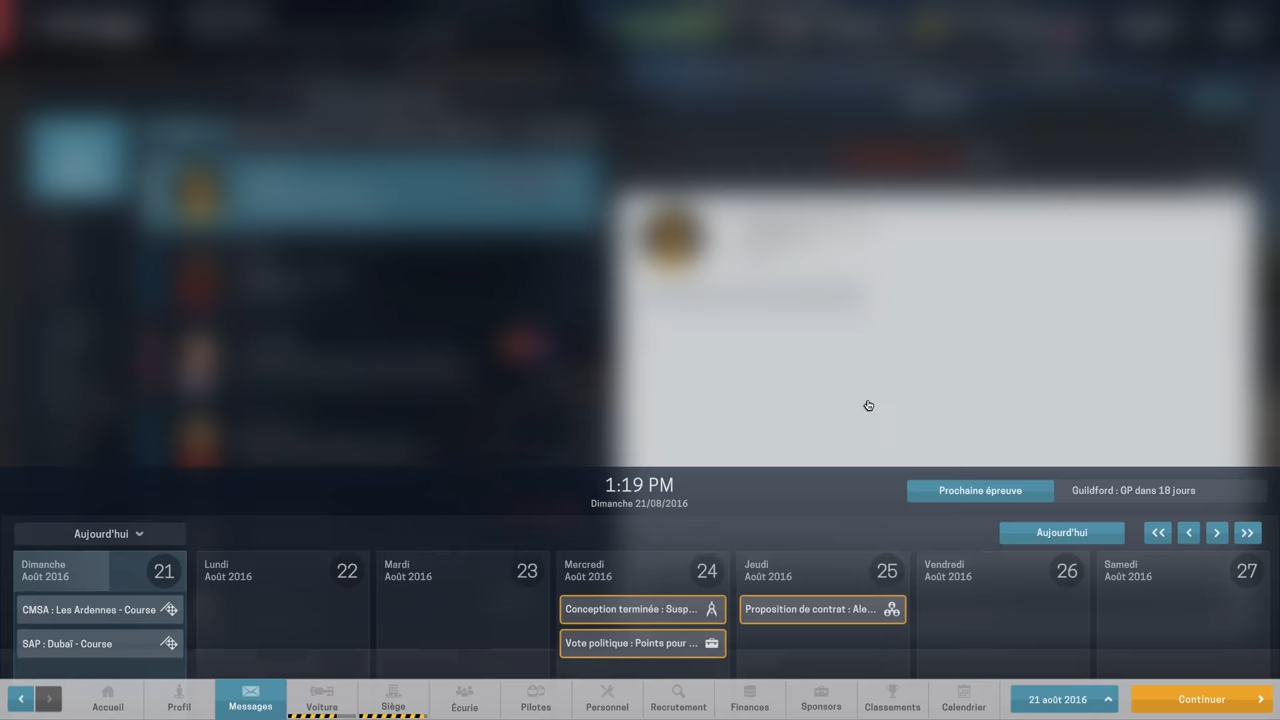 1:19 PM
Dimanche 21/08/2016
Prochaine épreuve
Guildford : GP dans 18 jours
Aujourd'hui
Aujourd'hui
Dimanche
Août 2016
21
Lundi
Août 2016
22
Mardi
Août 2016
23
Mercredi
Août 2016
24
Jeudi
Août 2016
25
Vendredi
Août 2016
26
Samedi
Août 2016
27
CMSA : Les Ardennes - Course
Conception terminée : Susp...
Proposition de contrat : Ale...
SAP : Dubaï - Course
Vote politique : Points pour ...
Accueil
Profil
Messages
Voiture
Siège
Écurie
Pilotes
Personnel
Recrutement
Finances
Sponsors
Classements
Calendrier
21 août 2016
Continuer